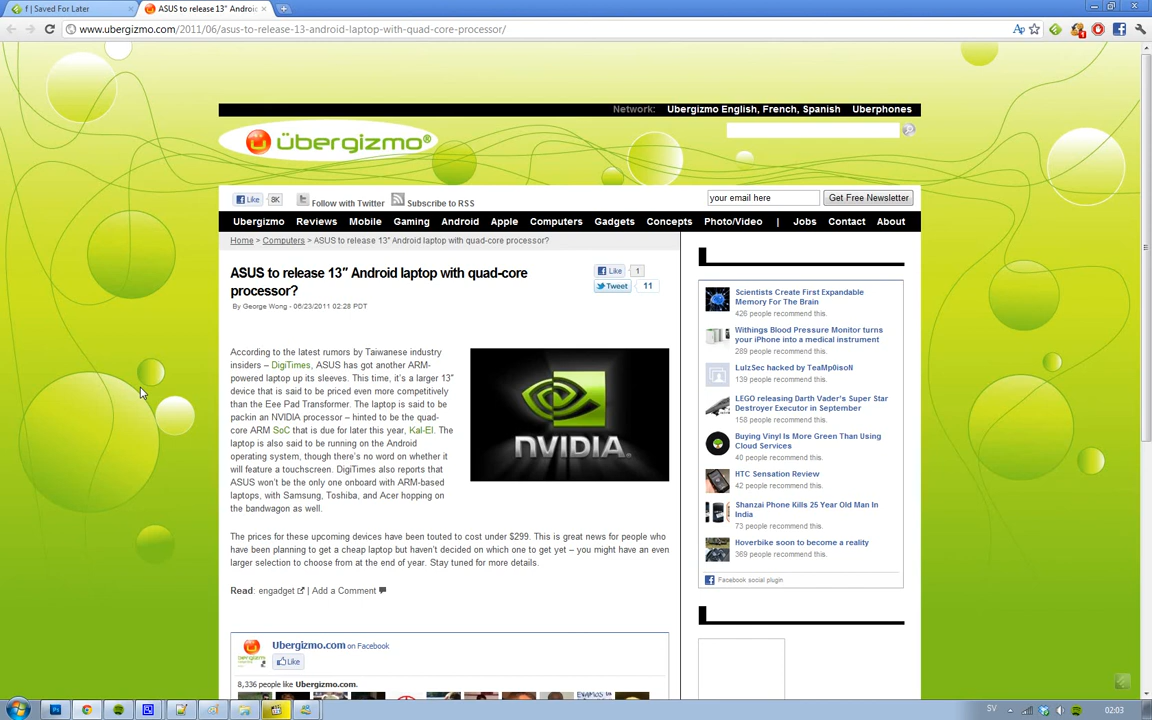 f | Saved For Later
ASUS to release 13" Androi
www.ubergizmo.com/2011/06/asus-to-release-13-android-laptop-with-quad-core-processor/
Network: Ubergizmo English, French, Spanish Uberphones
übergizmo®
Like 8K Follow with Twitter Subscribe to RSS
your email here Get Free Newsletter
Ubergizmo Reviews Mobile Gaming Android Apple Computers Gadgets Concepts Photo/Video | Jobs Contact About
Home > Computers > ASUS to release 13″ Android laptop with quad-core processor?
ASUS to release 13″ Android laptop with quad-core
processor?
Like 1
Tweet 11
By George Wong - 06/23/2011 02:28 PDT
According to the latest rumors by Taiwanese industry
insiders – DigiTimes, ASUS has got another ARM-
powered laptop up its sleeves. This time, it's a larger 13″
device that is said to be priced even more competitively
than the Eee Pad Transformer. The laptop is said to be
packin an NVIDIA processor – hinted to be the quad-
core ARM SoC that is due for later this year, Kal-El. The
laptop is also said to be running on the Android
operating system, though there's no word on whether it
will feature a touchscreen. DigiTimes also reports that
ASUS won't be the only one onboard with ARM-based
laptops, with Samsung, Toshiba, and Acer hopping on
the bandwagon as well.
NVIDIA
The prices for these upcoming devices have been touted to cost under $299. This is great news for people who
have been planning to get a cheap laptop but haven't decided on which one to get yet – you might have an even
larger selection to choose from at the end of year. Stay tuned for more details.
Read: engadget | Add a Comment
Ubergizmo.com on Facebook
Like
8,336 people like Ubergizmo.com.
Scientists Create First Expandable
Memory For The Brain
426 people recommend this.
Withings Blood Pressure Monitor turns
your iPhone into a medical instrument
289 people recommend this.
LulzSec hacked by TeaMp0isoN
139 people recommend this.
LEGO releasing Darth Vader's Super Star
Destroyer Executor in September
158 people recommend this.
Buying Vinyl Is More Green Than Using
Cloud Services
40 people recommend this.
HTC Sensation Review
42 people recommend this.
Shanzai Phone Kills 25 Year Old Man In
India
73 people recommend this.
Hoverbike soon to become a reality
369 people recommend this.
Facebook social plugin
SV
02:03